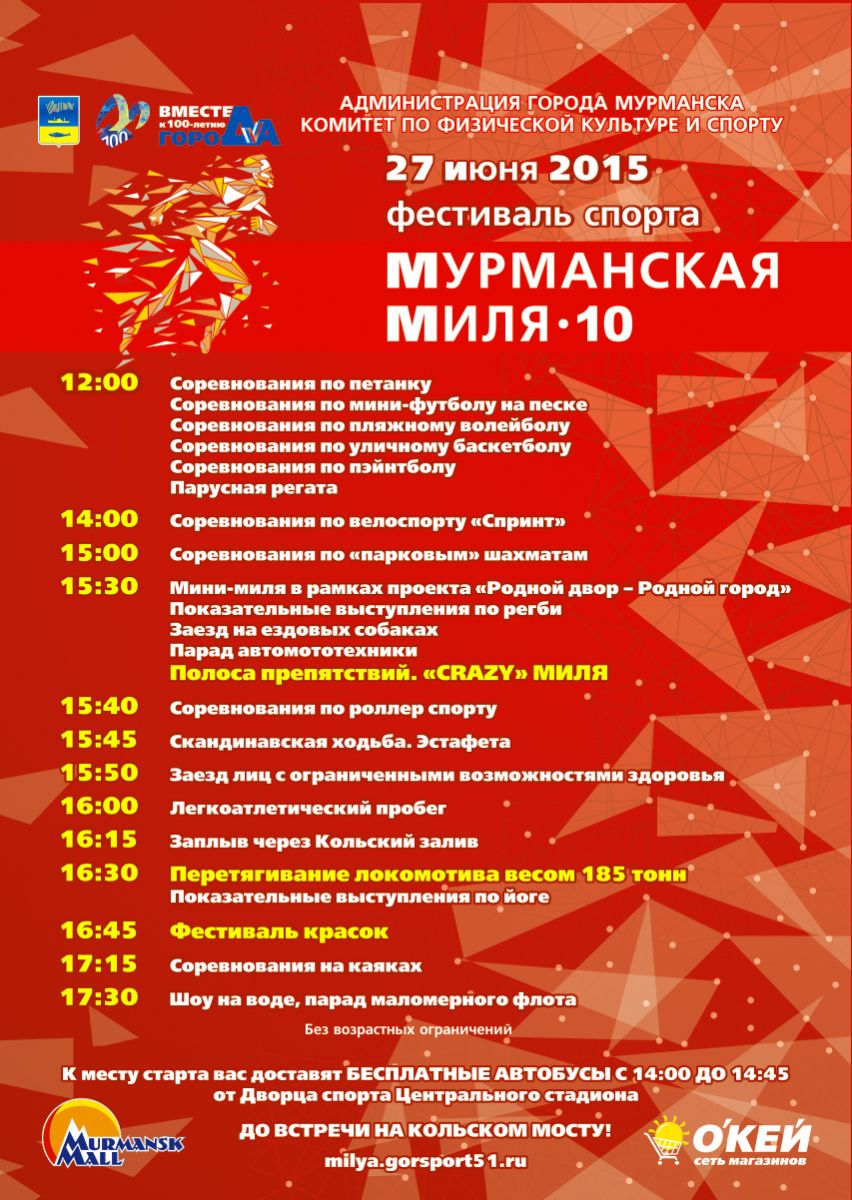 ВМЕСТЕ
к 100-летию
ГОРОДА
100
АДМИНИСТРАЦИЯ ГОРОДА МУРМАНСКА
КОМИТЕТ ПО ФИЗИЧЕСКОЙ КУЛЬТУРЕ И СПОРТУ
27 июня 2015
фестиваль спорта
МУРМАНСКАЯ
МИЛЯ·10
12:00 Соревнования по петанку
Соревнования по мини-футболу на песке
Соревнования по пляжному волейболу
Соревнования по уличному баскетболу
Соревнования по пэйнтболу
Парусная регата
14:00 Соревнования по велоспорту «Спринт»
15:00 Соревнования по «парковым» шахматам
15:30 Мини-миля в рамках проекта «Родной двор – Родной город»
Показательные выступления по регби
Заезд на ездовых собаках
Парад автомототехники
Полоса препятствий. «CRAZY» МИЛЯ
15:40 Соревнования по роллер спорту
15:45 Скандинавская ходьба. Эстафета
15:50 Заезд лиц с ограниченными возможностями здоровья
16:00 Легкоатлетический пробег
16:15 Заплыв через Кольский залив
16:30 Перетягивание локомотива весом 185 тонн
Показательные выступления по йоге
16:45 Фестиваль красок
17:15 Соревнования на каяках
17:30 Шоу на воде, парад маломерного флота
Без возрастных ограничений
К месту старта вас доставят БЕСПЛАТНЫЕ АВТОБУСЫ С 14:00 ДО 14:45
от Дворца спорта Центрального стадиона
ДО ВСТРЕЧИ НА КОЛЬСКОМ МОСТУ!
milya.gorsport51.ru
MURMANSK
MALL
О'КЕЙ
сеть магазинов